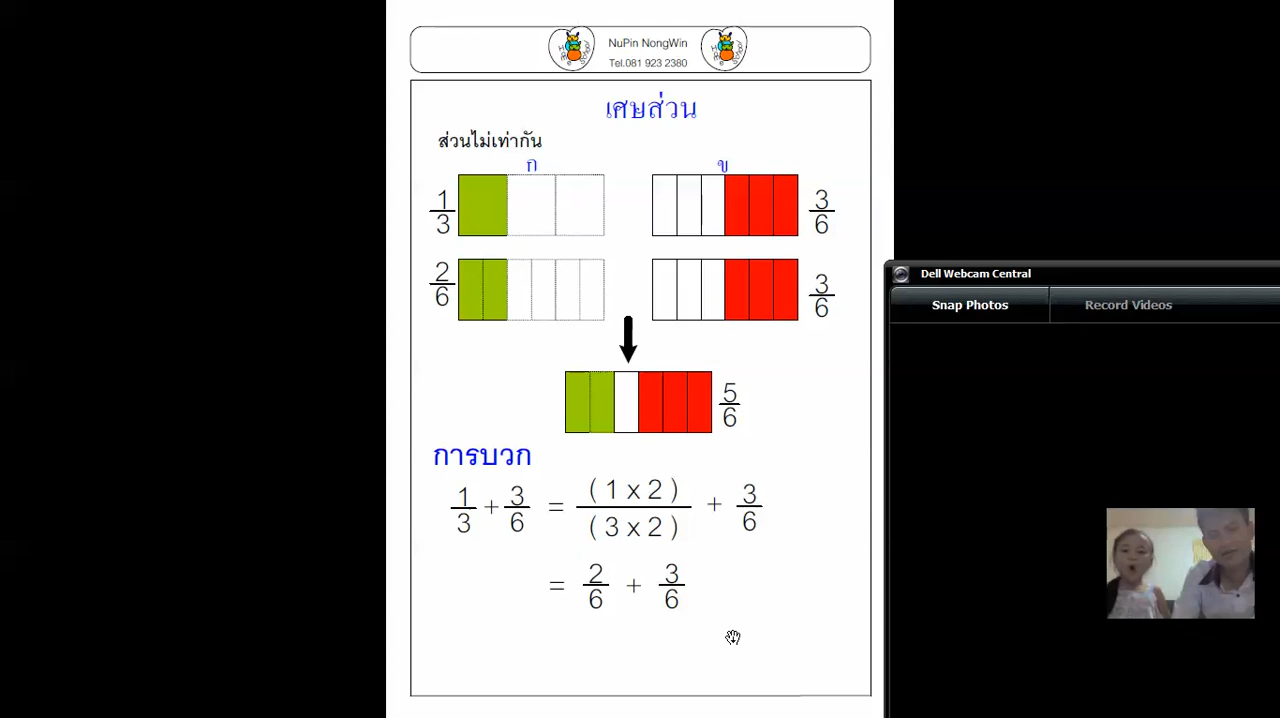 NuPin NongWin
Tel.081 923 2380
เศษส่วน
ส่วนไม่เท่ากัน
ก ข
1/3 3/6
2/6 3/6
5/6
การบวก
1/3 + 3/6 = ( 1 x 2 )/( 3 x 2 ) + 3/6
= 2/6 + 3/6
Dell Webcam Central
Snap Photos Record Videos